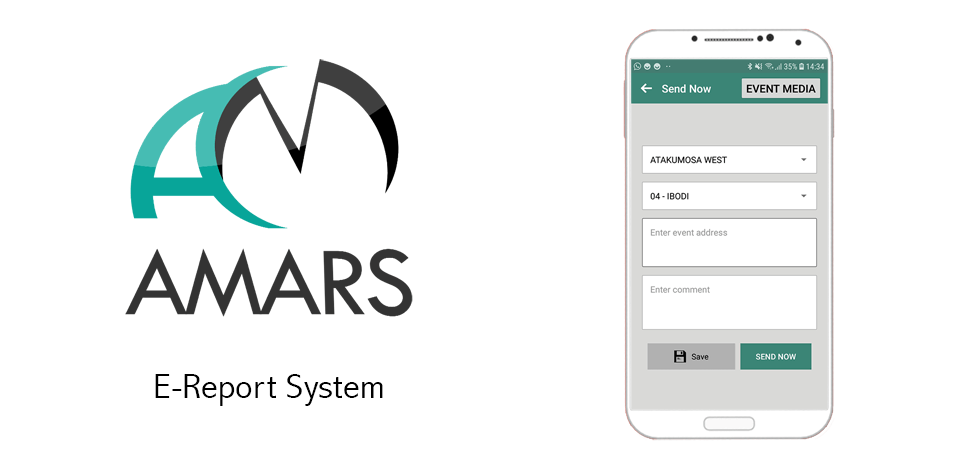 AMARS
E-Report System
35% 14:34
Send Now
EVENT MEDIA
ATAKUMOSA WEST
04 - IBODI
Enter event address
Enter comment
Save
SEND NOW